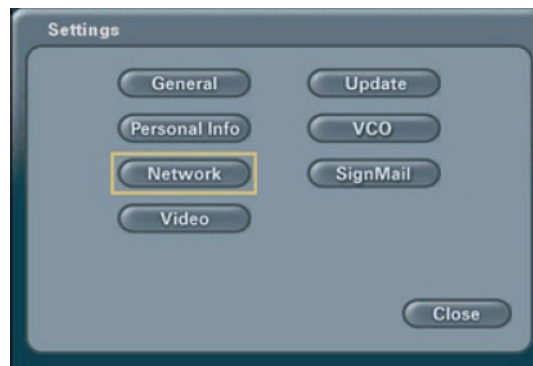 Settings
General Update
Personal Info VCO
Network SignMail
Video
Close